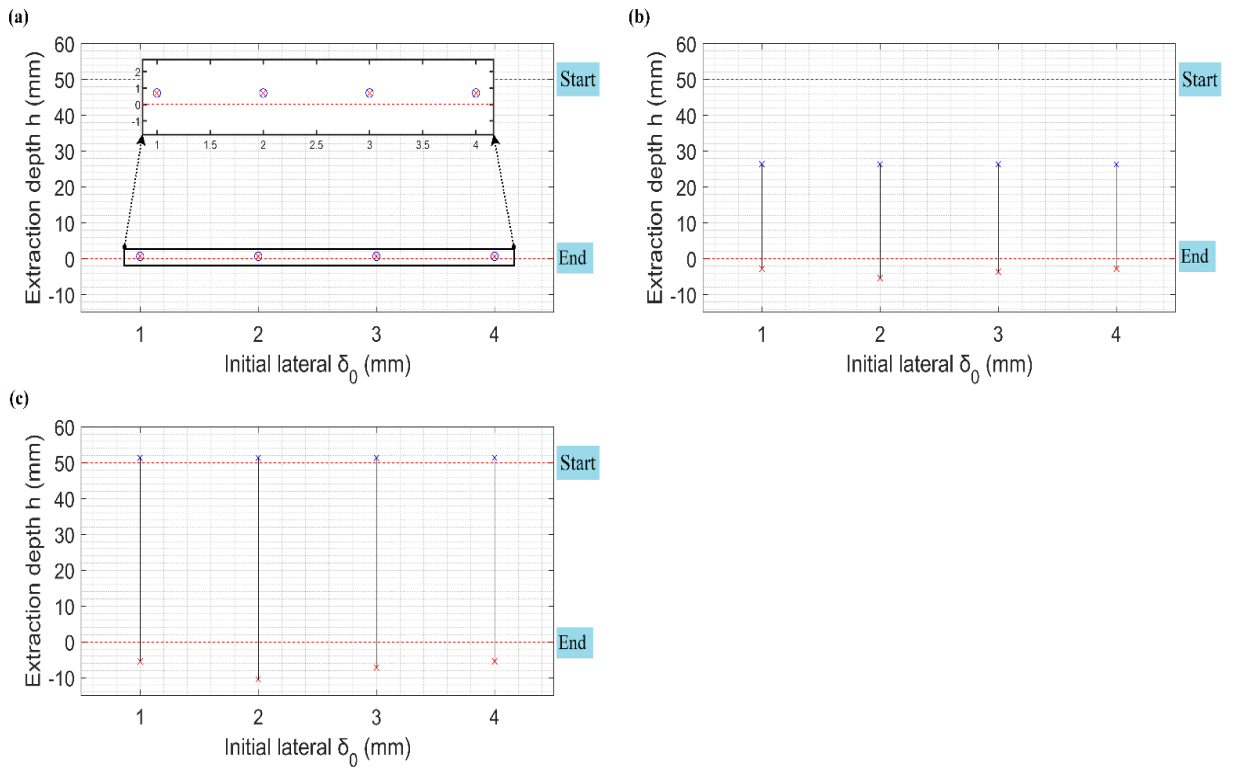 (a)
60
50
40
30
20
10
0
-10
Extraction depth h (mm)
2
1
0
-1
1 1.5 2 2.5 3 3.5 4
Start
End
1 2 3 4
Initial lateral δ₀ (mm)
(b)
60
50
40
30
20
10
0
-10
Extraction depth h (mm)
Start
End
1 2 3 4
Initial lateral δ₀ (mm)
(c)
60
50
40
30
20
10
0
-10
Extraction depth h (mm)
Start
End
1 2 3 4
Initial lateral δ₀ (mm)